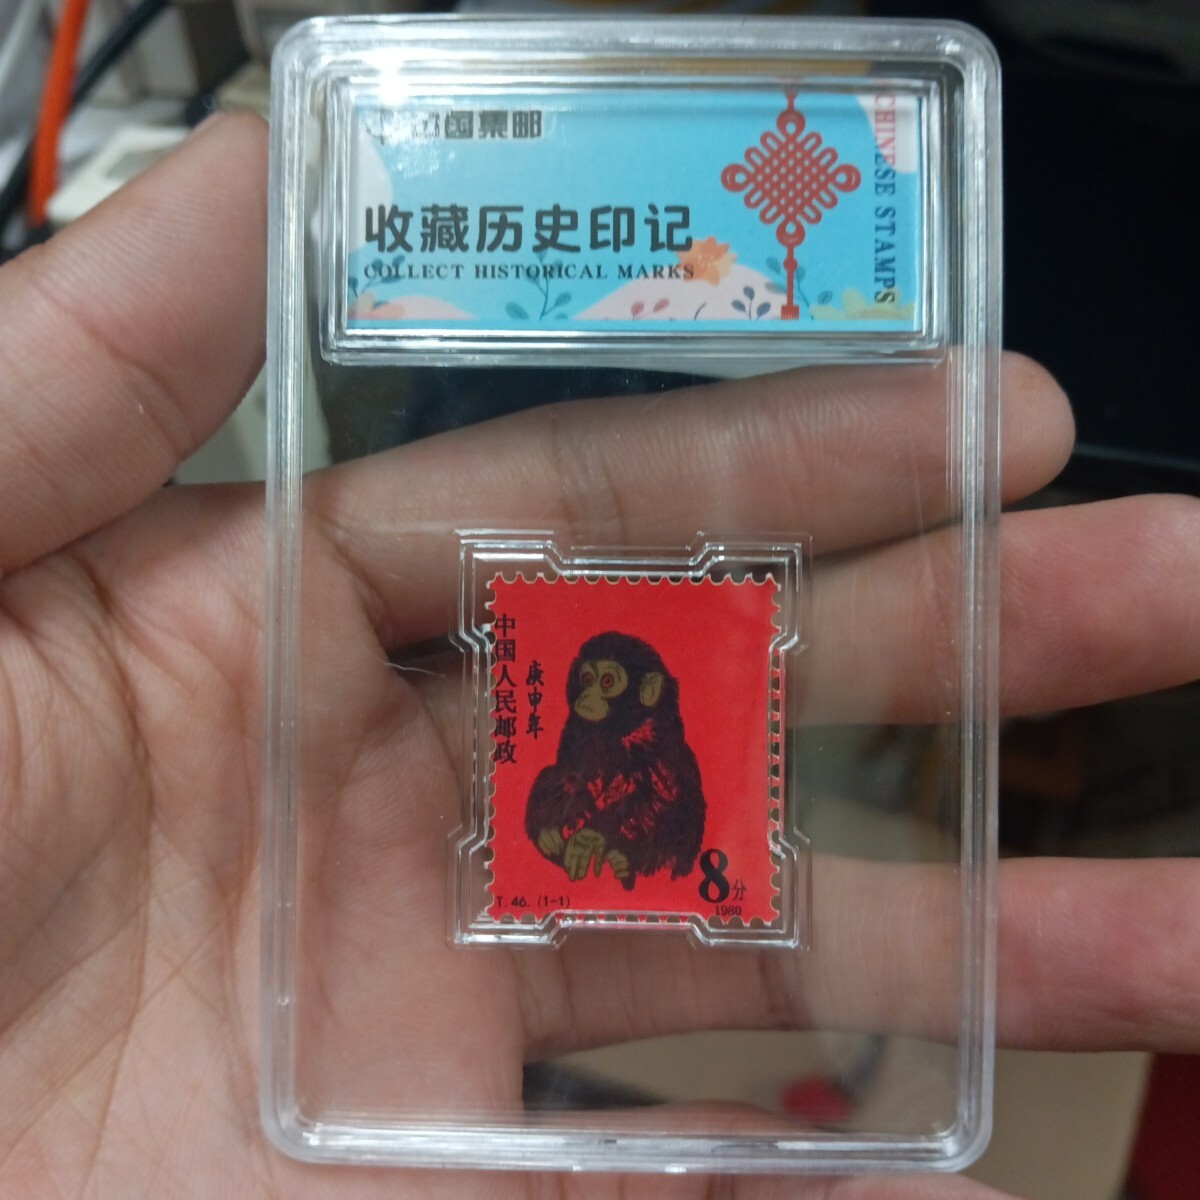 中国集邮
收藏历史印记
COLLECT HISTORICAL MARKS
CHINESE STAMPS
中国人民邮政
庚申年
8分
1980
T.46.(1-1)